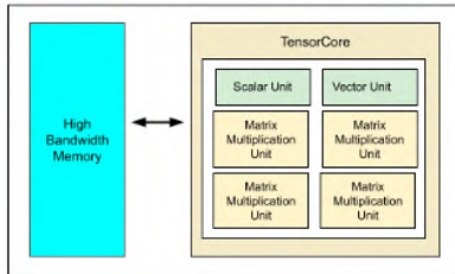 TensorCore
Scalar Unit
Vector Unit
High
Bandwidth
Memory
Matrix
Multiplication
Unit
Matrix
Multiplication
Unit
Matrix
Multiplication
Unit
Matrix
Multiplication
Unit